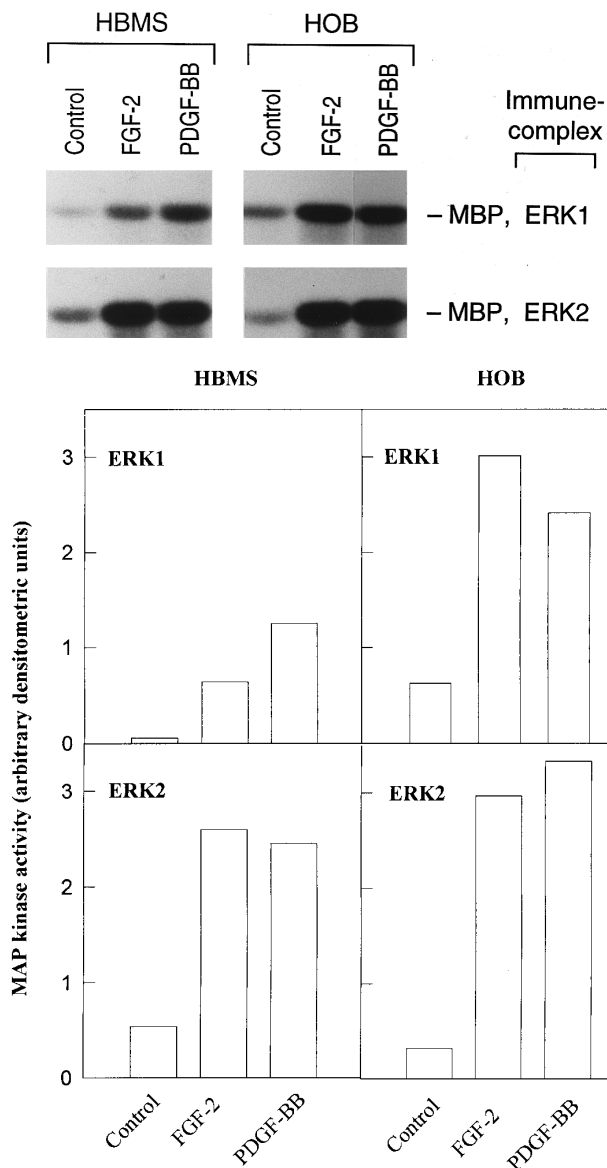 HBMS HOB
Control FGF-2 PDGF-BB Control FGF-2 PDGF-BB
Immune-
complex
– MBP, ERK1
– MBP, ERK2
HBMS HOB
MAP kinase activity (arbitrary densitometric units)
3 ERK1 ERK1
2
1
0
3 ERK2 ERK2
2
1
0
Control FGF-2 PDGF-BB Control FGF-2 PDGF-BB